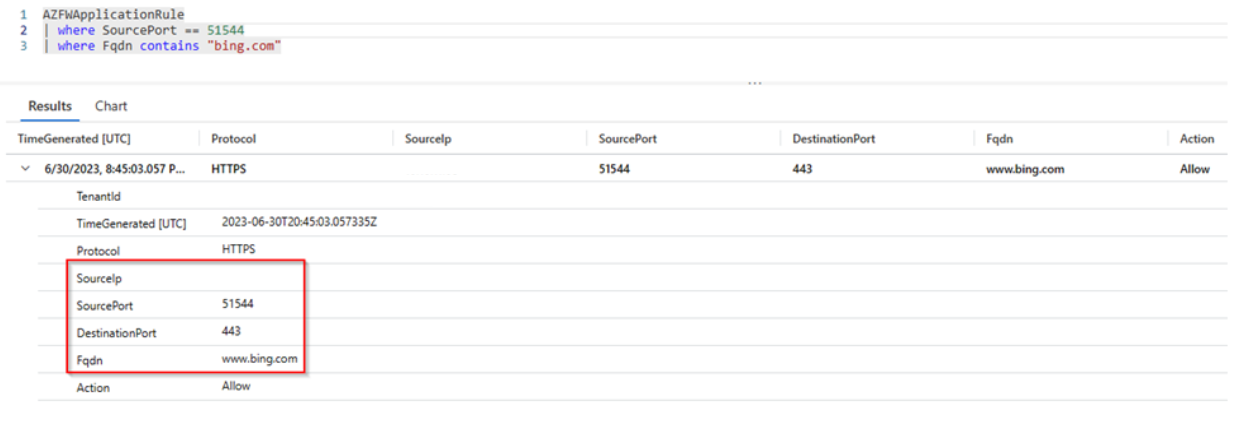 1 AZFWApplicationRule
2 | where SourcePort == 51544
3 | where Fqdn contains "bing.com"
...
Results Chart
TimeGenerated [UTC] Protocol SourceIp SourcePort DestinationPort Fqdn Action
6/30/2023, 8:45:03.057 P... HTTPS 51544 443 www.bing.com Allow
TenantId
TimeGenerated [UTC] 2023-06-30T20:45:03.057335Z
Protocol HTTPS
SourceIp
SourcePort 51544
DestinationPort 443
Fqdn www.bing.com
Action Allow